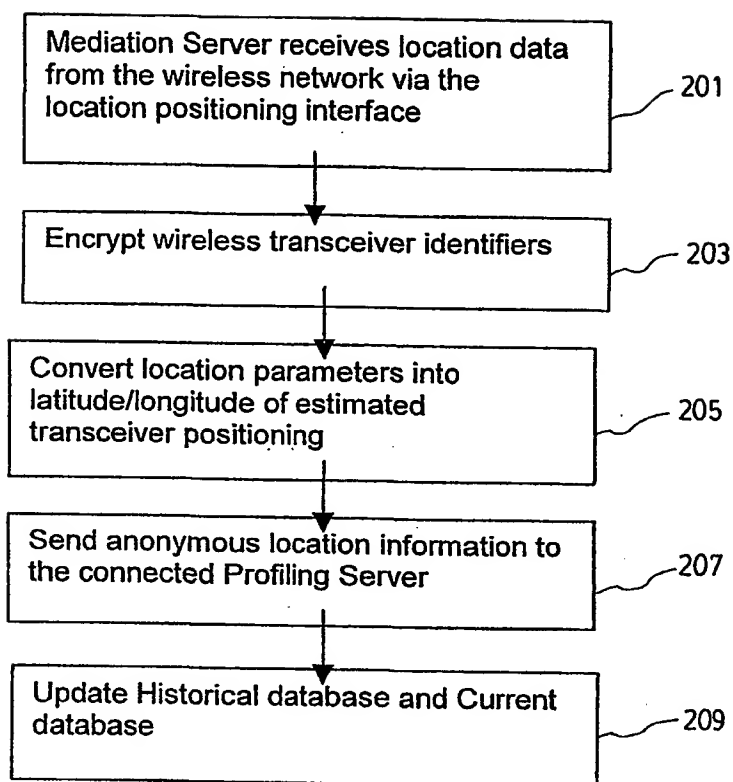 Mediation Server receives location data
from the wireless network via the
location positioning interface
201
Encrypt wireless transceiver identifiers
203
Convert location parameters into
latitude/longitude of estimated
transceiver positioning
205
Send anonymous location information to
the connected Profiling Server
207
Update Historical database and Current
database
209